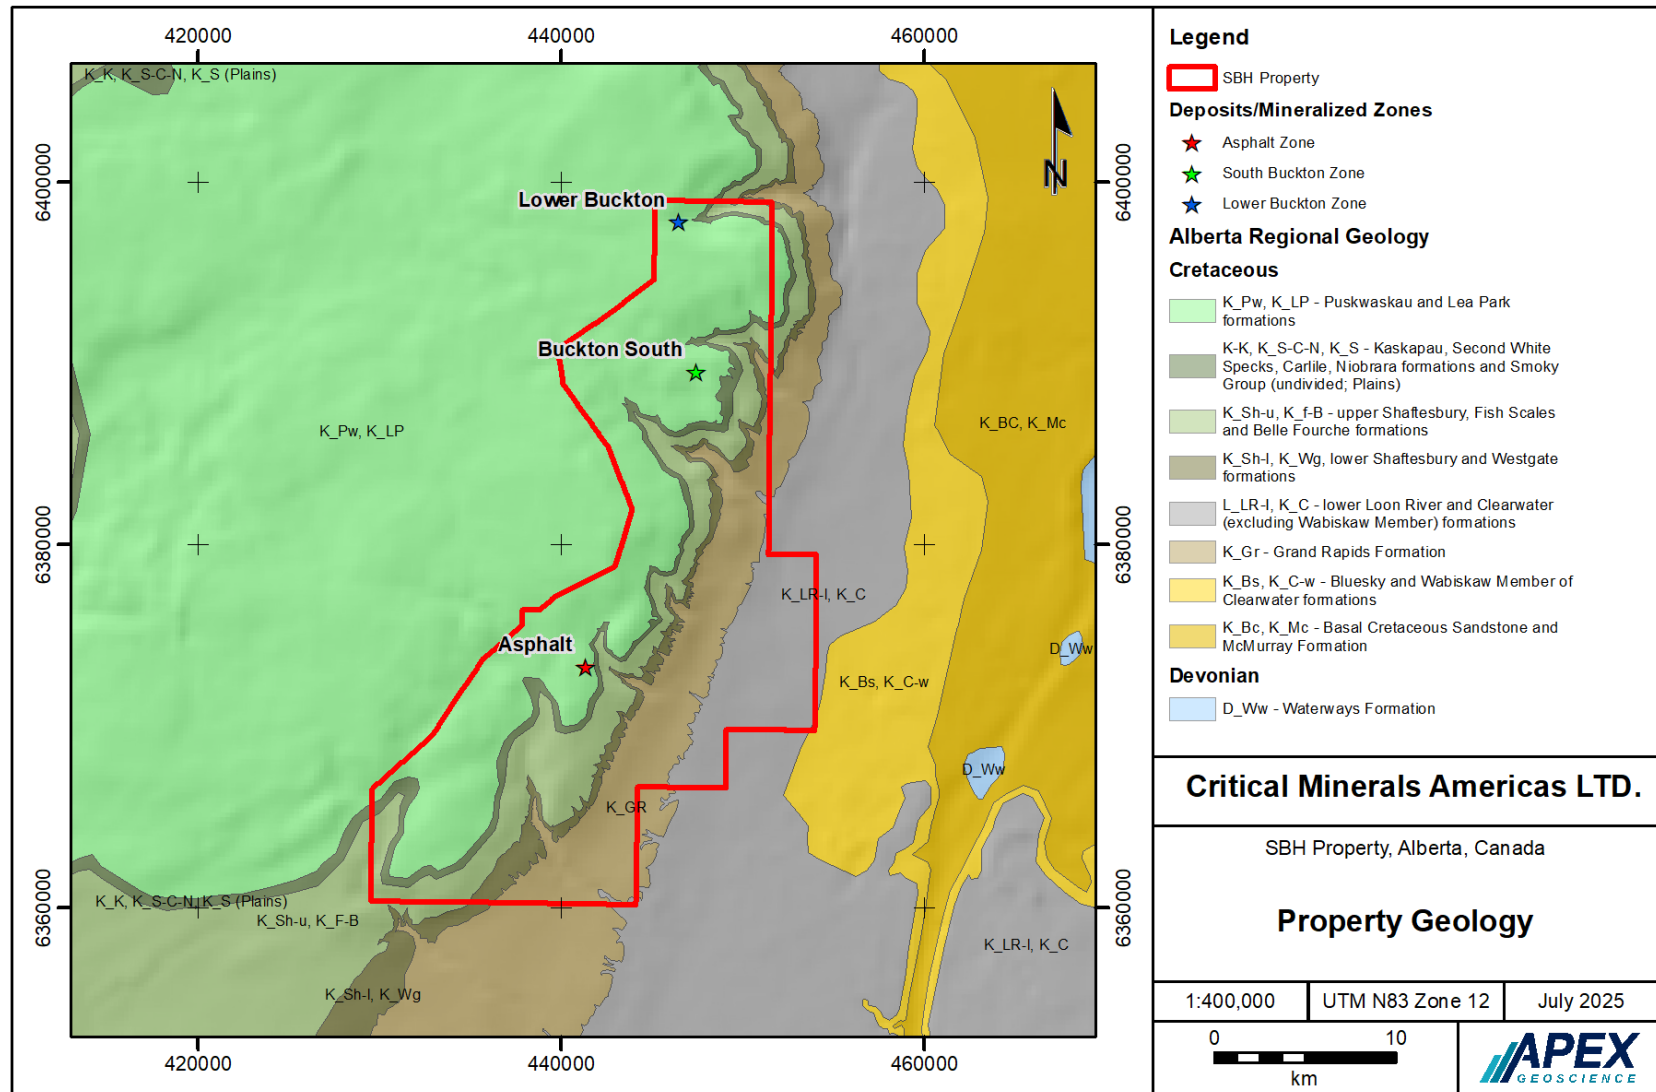 420000
440000
460000
K_K, K_S-C-N, K_S (Plains)
6400000
6400000
N
Lower Buckton
Buckton South
K_Pw, K_LP
K_BC, K_Mc
6380000
6380000
K_LR-l, K_C
Asphalt
D_Ww
K_Bs, K_C-w
D_Ww
K_GR
6360000
6360000
K_K, K_S-C-N, K_S (Plains)
K_Sh-u, K_F-B
K_LR-l, K_C
K_Sh-l, K_Wg
420000
440000
460000
Legend
SBH Property
Deposits/Mineralized Zones
Asphalt Zone
South Buckton Zone
Lower Buckton Zone
Alberta Regional Geology
Cretaceous
K_Pw, K_LP - Puskwaskau and Lea Park
formations
K-K, K_S-C-N, K_S - Kaskapau, Second White
Specks, Carlile, Niobrara formations and Smoky
Group (undivided; Plains)
K_Sh-u, K_f-B - upper Shaftesbury, Fish Scales
and Belle Fourche formations
K_Sh-l, K_Wg, lower Shaftesbury and Westgate
formations
L_LR-l, K_C - lower Loon River and Clearwater
(excluding Wabiskaw Member) formations
K_Gr - Grand Rapids Formation
K_Bs, K_C-w - Bluesky and Wabiskaw Member of
Clearwater formations
K_Bc, K_Mc - Basal Cretaceous Sandstone and
McMurray Formation
Devonian
D_Ww - Waterways Formation
Critical Minerals Americas LTD.
SBH Property, Alberta, Canada
Property Geology
1:400,000
UTM N83 Zone 12
July 2025
0
10
km
APEX
GEOSCIENCE